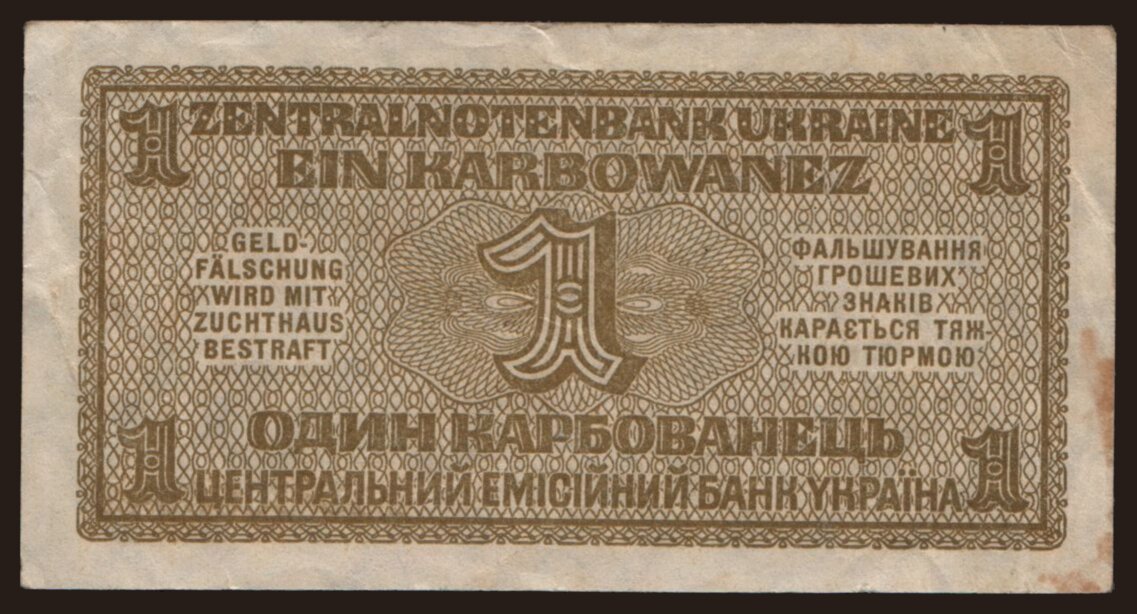 1 ZENTRALNOTENBANK UKRAINE 1
EIN KARBOWANEZ
GELD-
FÄLSCHUNG
WIRD MIT
ZUCHTHAUS
BESTRAFT
1
ФАЛЬШУВАННЯ
ГРОШЕВИХ
ЗНАКІВ
КАРАЄТЬСЯ ТЯЖ-
КОЮ ТЮРМОЮ
ОДИН КАРБОВАНЕЦЬ
1 ЦЕНТРАЛЬНИЙ ЕМІСІЙНИЙ БАНК УКРАЇНА 1